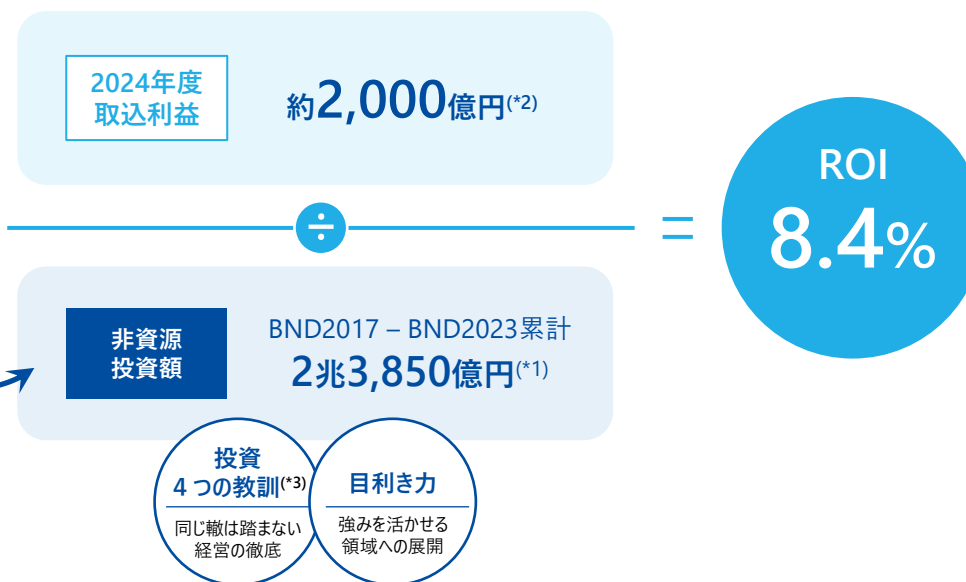 2024年度
取込利益
約2,000億円(*2)
÷
=
ROI
8.4%
非資源
投資額
BND2017 – BND2023累計
2兆3,850億円(*1)
投資
4つの教訓(*3)
同じ轍は踏まない
経営の徹底
目利き力
強みを活かせる
領域への展開